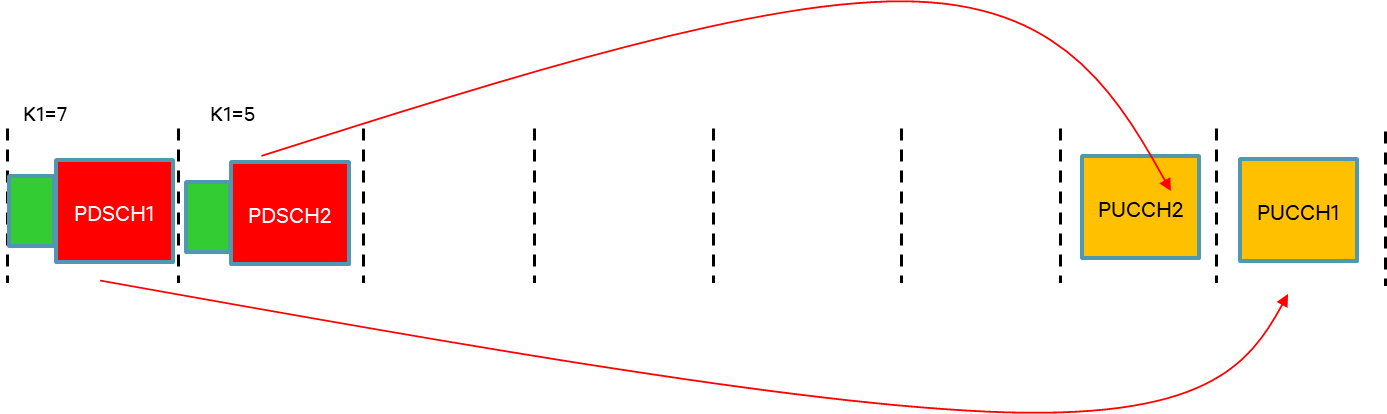 K1=7
K1=5
PDSCH1
PDSCH2
PUCCH2
PUCCH1